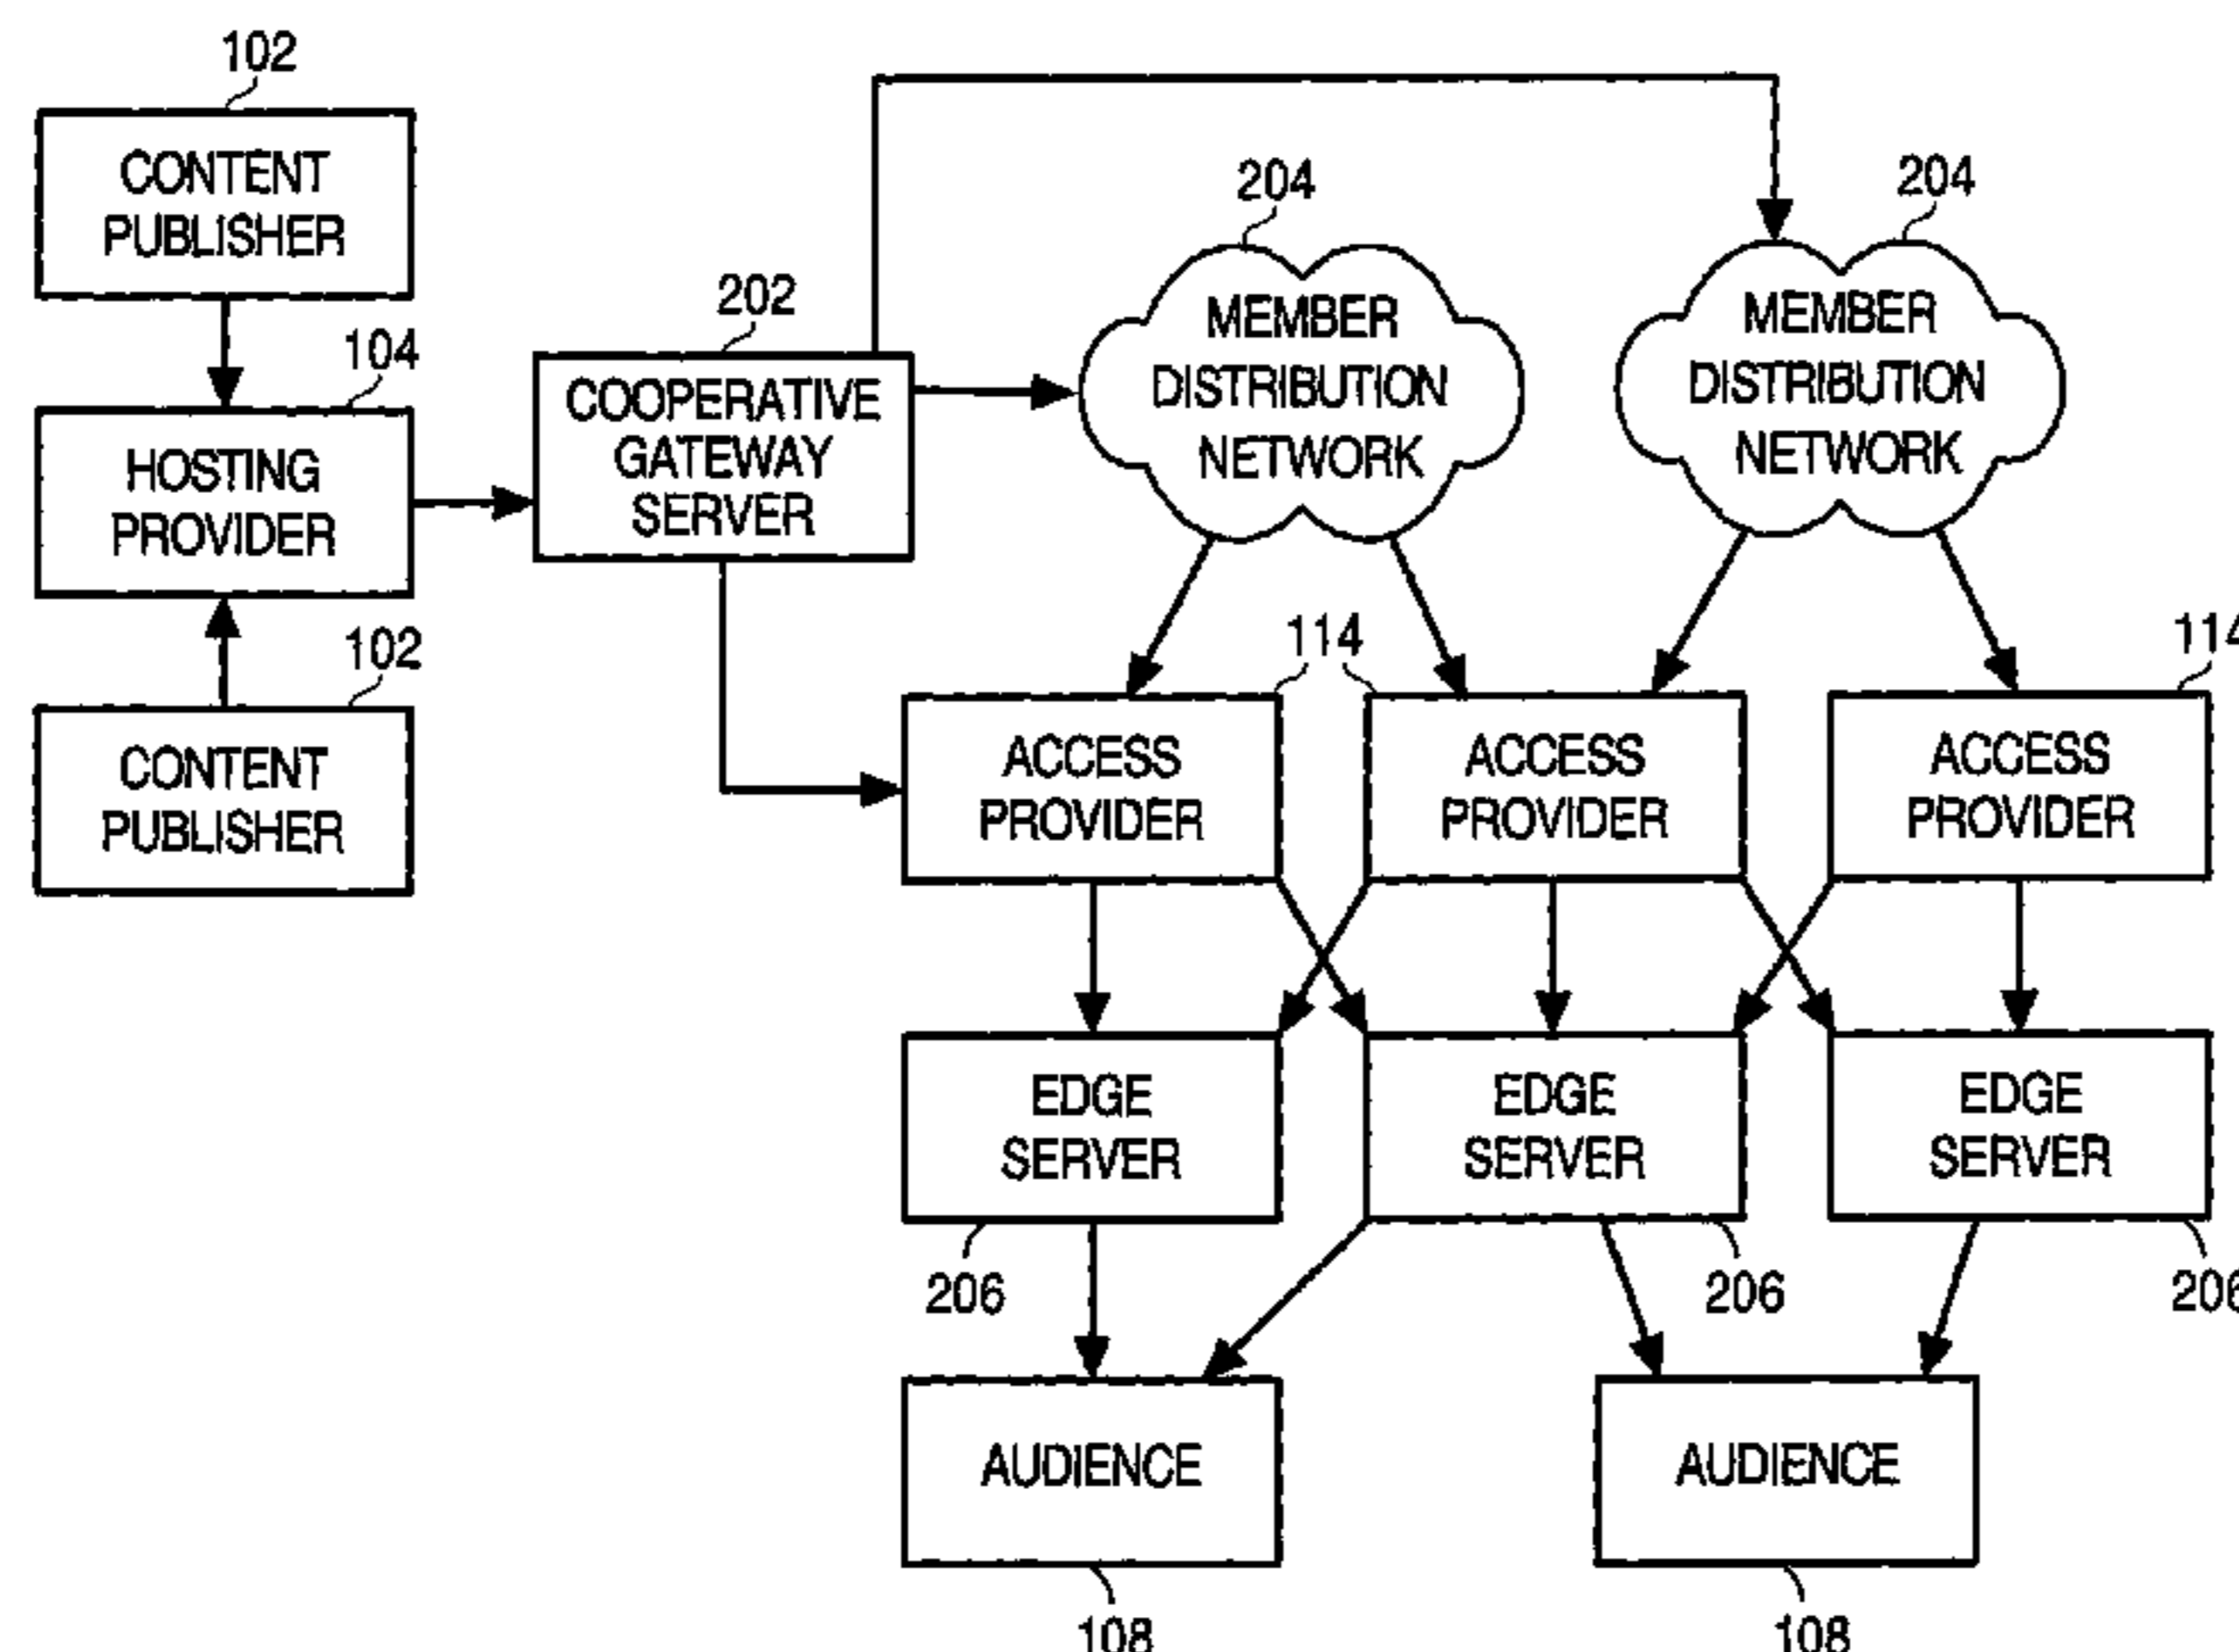 102
CONTENT
PUBLISHER
104
HOSTING
PROVIDER
102
CONTENT
PUBLISHER
202
COOPERATIVE
GATEWAY
SERVER
204
MEMBER
DISTRIBUTION
NETWORK
204
MEMBER
DISTRIBUTION
NETWORK
114
114
ACCESS
PROVIDER
ACCESS
PROVIDER
ACCESS
PROVIDER
EDGE
SERVER
EDGE
SERVER
EDGE
SERVER
206
206
206
AUDIENCE
AUDIENCE
108
108